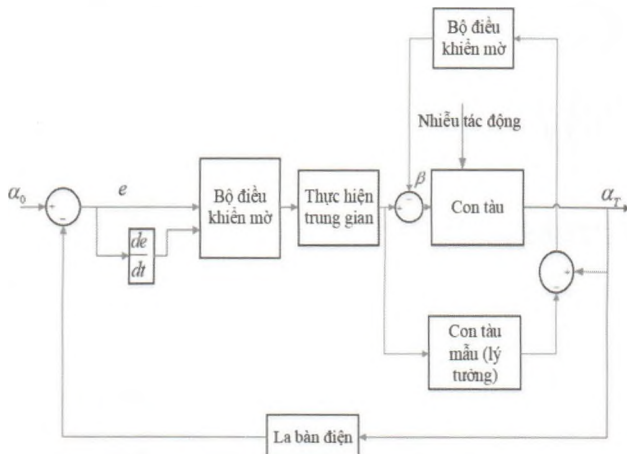 Bộ điều
khiển mờ
Nhiễu tác động
α₀
+
−
e
de
dt
Bộ điều
khiển mờ
Thực hiện
trung gian
+
−
β
Con tàu
α_T
+
−
Con tàu
mẫu (lý
tưởng)
La bàn điện